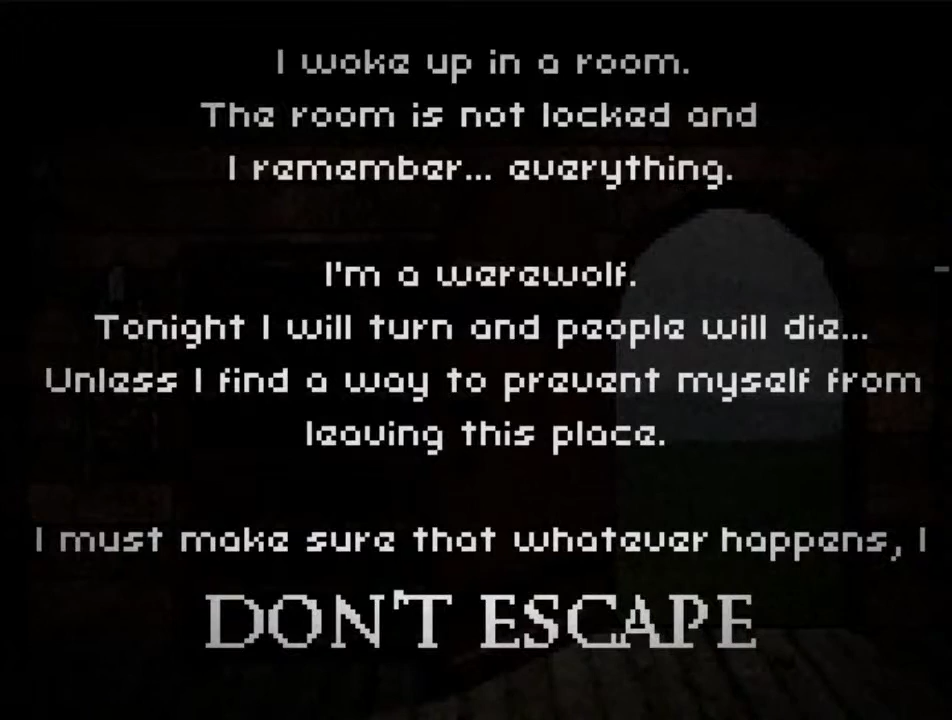 I woke up in a room.
The room is not locked and
I remember... everything.
I'm a werewolf.
Tonight I will turn and people will die...
Unless I find a way to prevent myself from
leaving this place.
I must make sure that whatever happens, I
DON'T ESCAPE